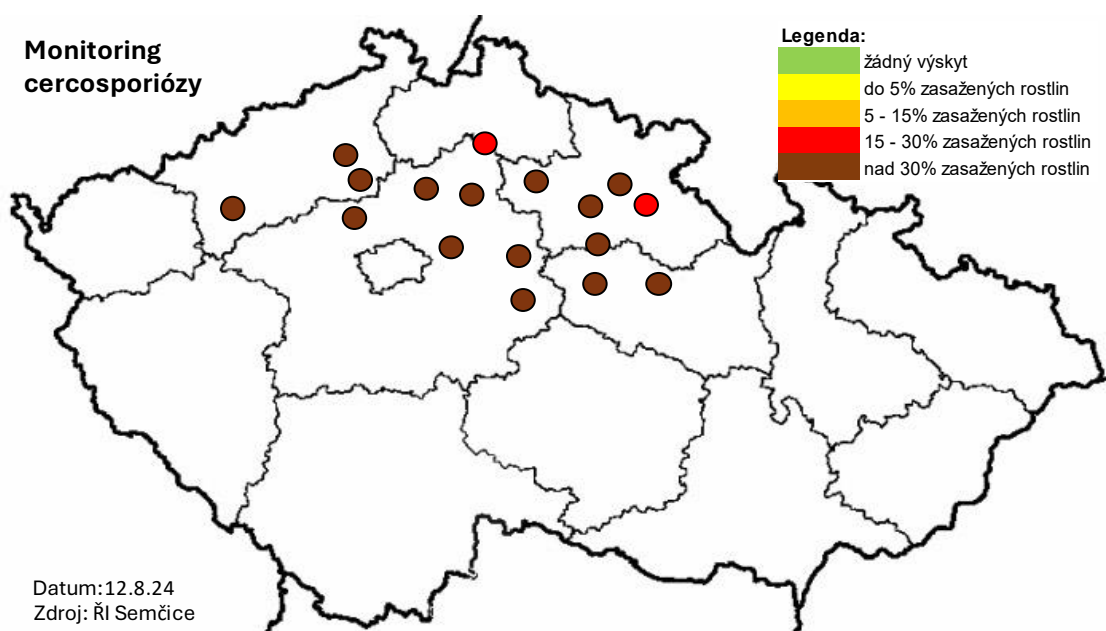 Monitoring
cercosporiózy
Legenda:
žádný výskyt
do 5% zasažených rostlin
5 - 15% zasažených rostlin
15 - 30% zasažených rostlin
nad 30% zasažených rostlin
Datum:12.8.24
Zdroj: ŘI Semčice